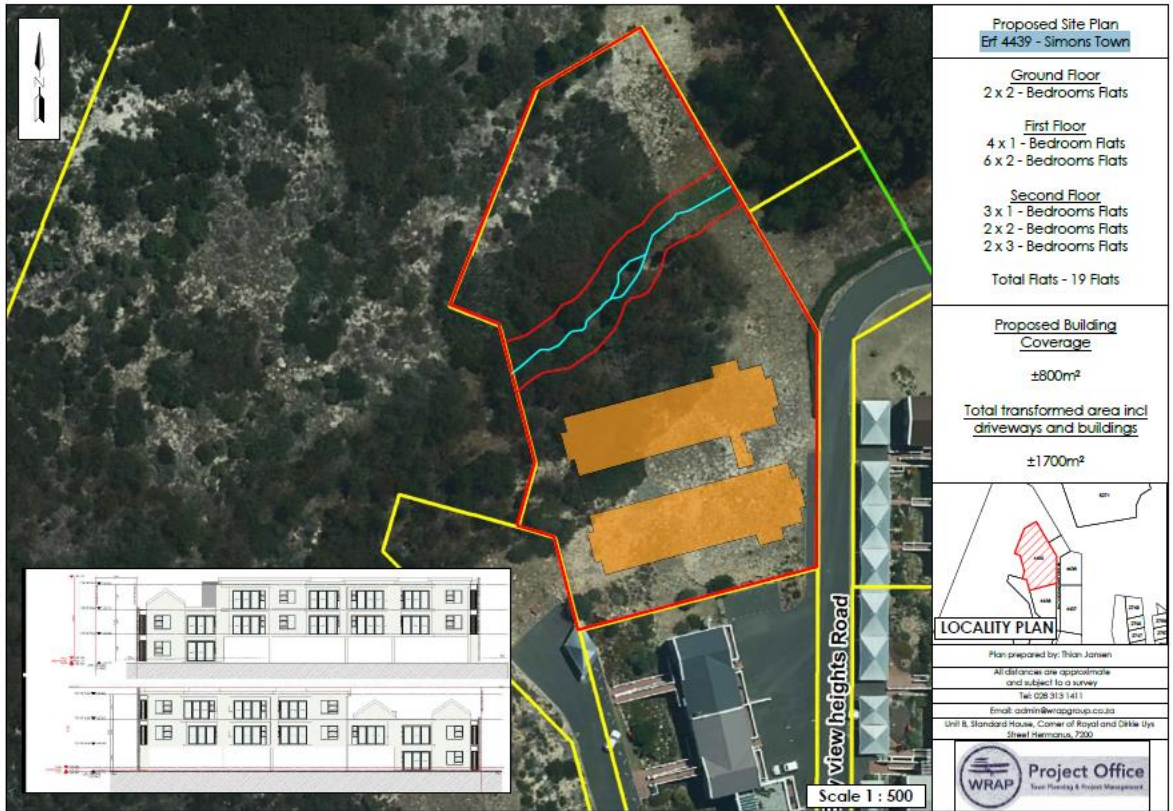 Proposed Site Plan
Erf 4439 - Simons Town
Ground Floor
2 x 2 - Bedrooms Flats
First Floor
4 x 1 - Bedroom Flats
6 x 2 - Bedrooms Flats
Second Floor
3 x 1 - Bedrooms Flats
2 x 2 - Bedrooms Flats
2 x 3 - Bedrooms Flats
Total Flats - 19 Flats
Proposed Building
Coverage
±800m²
Total transformed area incl
driveways and buildings
±1700m²
LOCALITY PLAN
Plan prepared by: Thian Jansen
All distances are approximate
and subject to a survey
Tel: 028 313 1411
Email: admin@wrapgroup.co.za
Unit B, Standard House, Corner of Royal and Dirkie Uys
Street Hermanus, 7200
WRAP
Project Office
Town Planning & Project Management
N
view heights Road
Scale 1 : 500